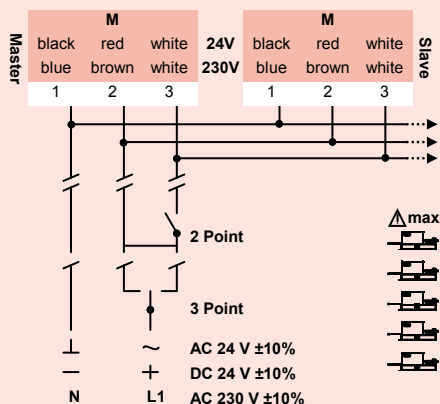 M M
Master black red white 24V black red white Slave
blue brown white 230V blue brown white
1 2 3 1 2 3
max
2 Point
3 Point
⊥ ~ AC 24 V ±10%
− + DC 24 V ±10%
N L1 AC 230 V ±10%